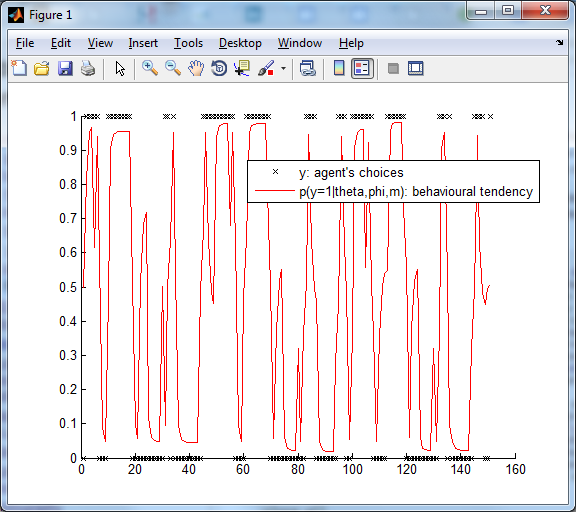 Figure 1
File Edit View Insert Tools Desktop Window Help
1
0.9
0.8
0.7
0.6
0.5
0.4
0.3
0.2
0.1
0
0 20 40 60 80 100 120 140 160
y: agent's choices
p(y=1|theta,phi,m): behavioural tendency